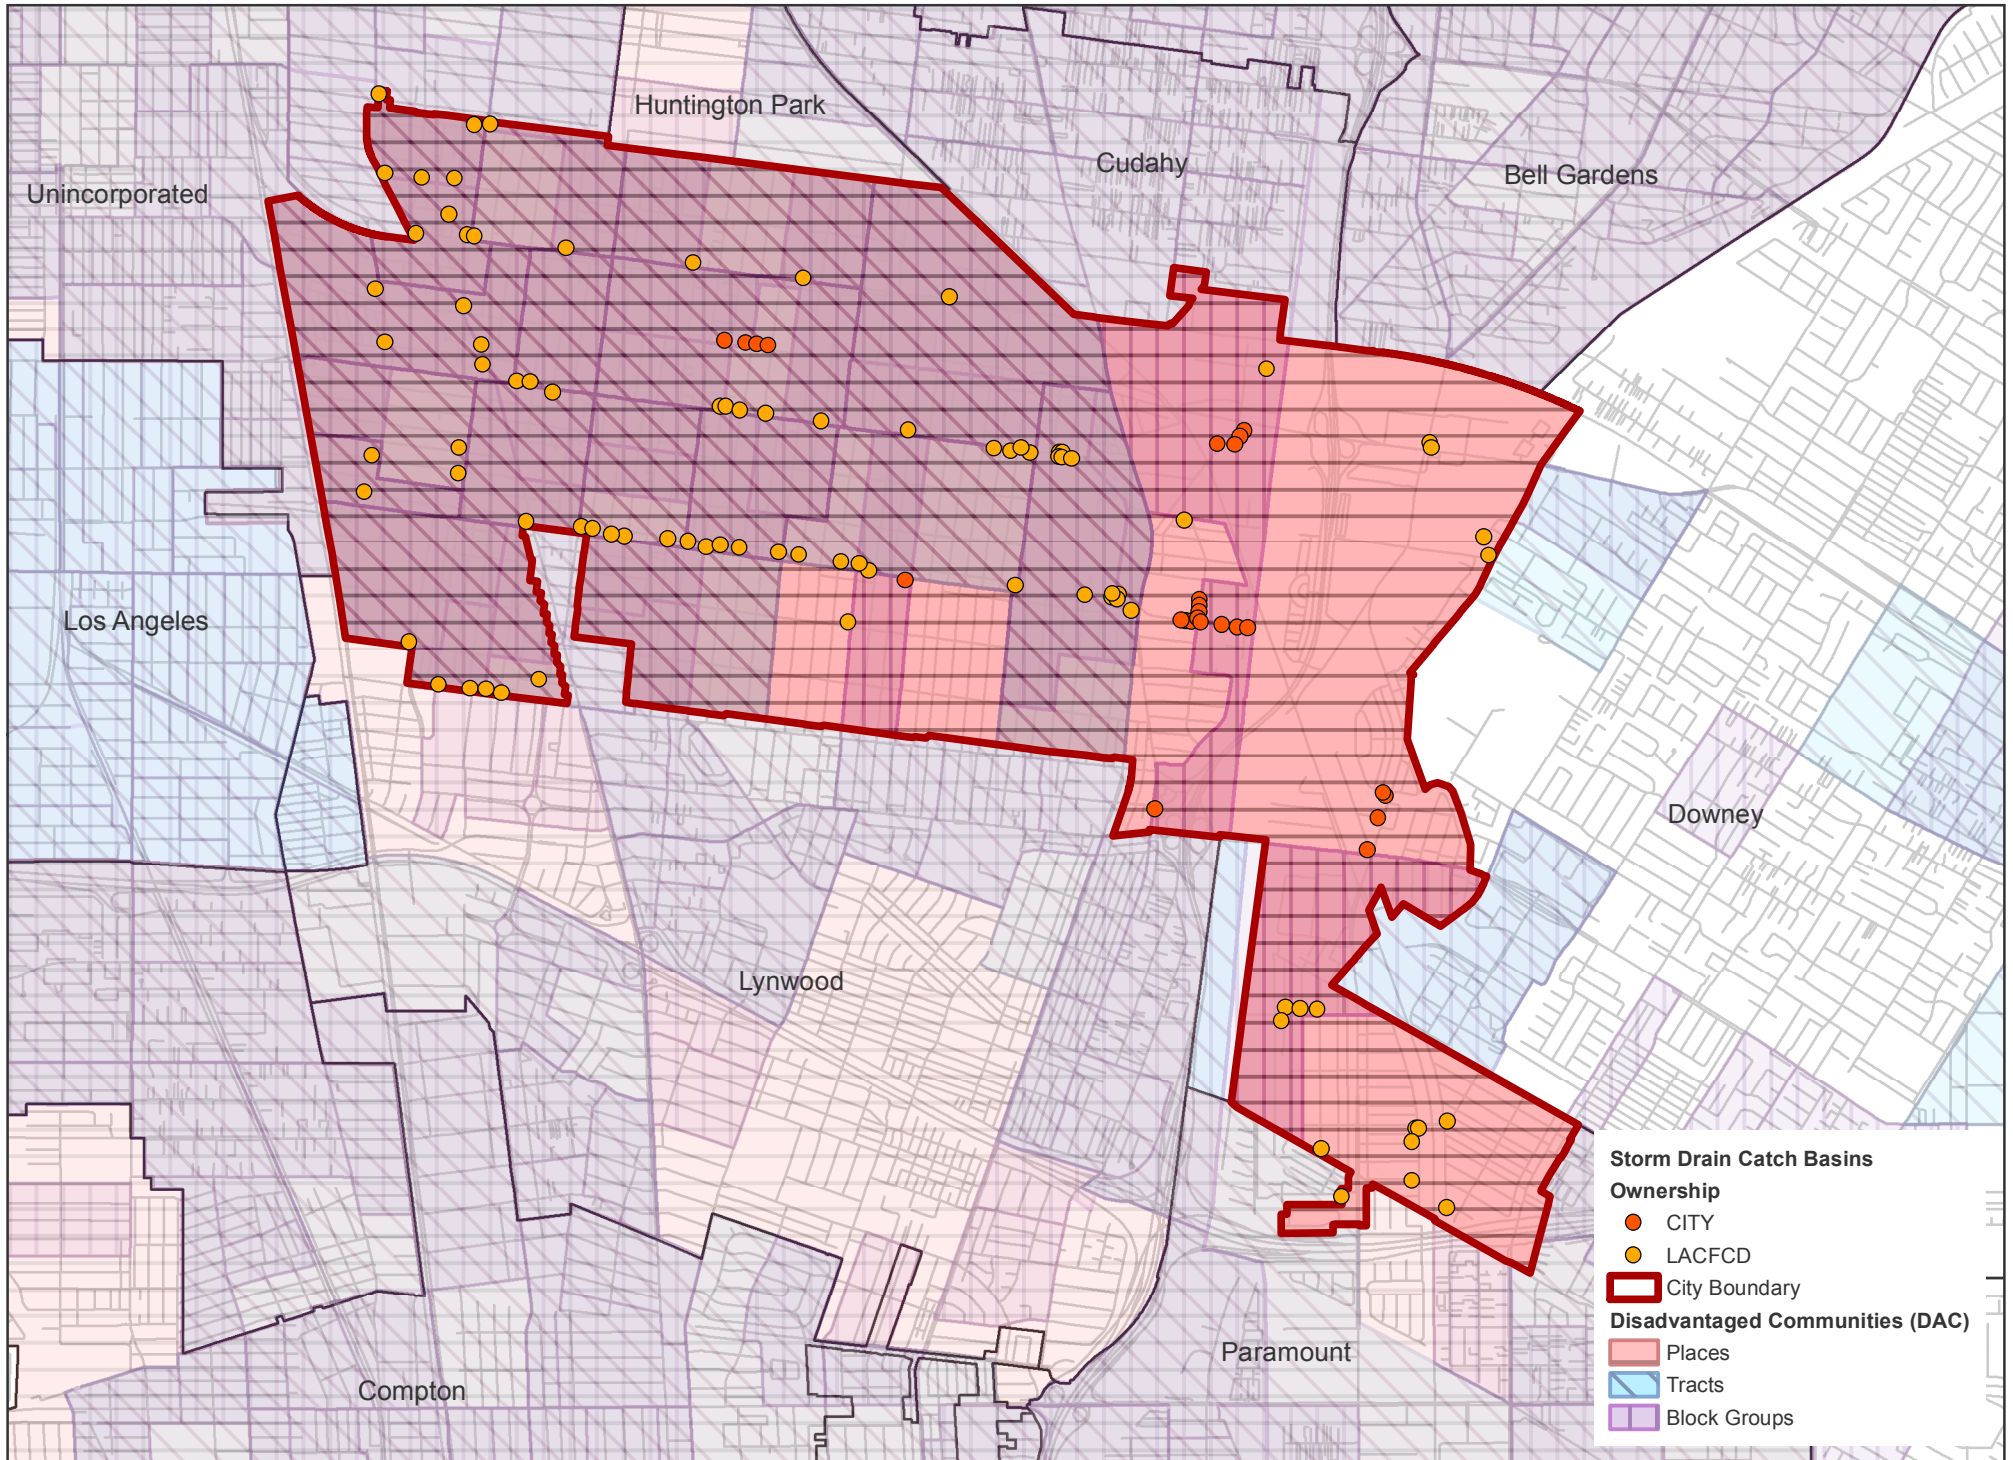 Huntington Park
Cudahy
Bell Gardens
Unincorporated
Los Angeles
Downey
Lynwood
Paramount
Compton
Storm Drain Catch Basins
Ownership
CITY
LACFCD
City Boundary
Disadvantaged Communities (DAC)
Places
Tracts
Block Groups